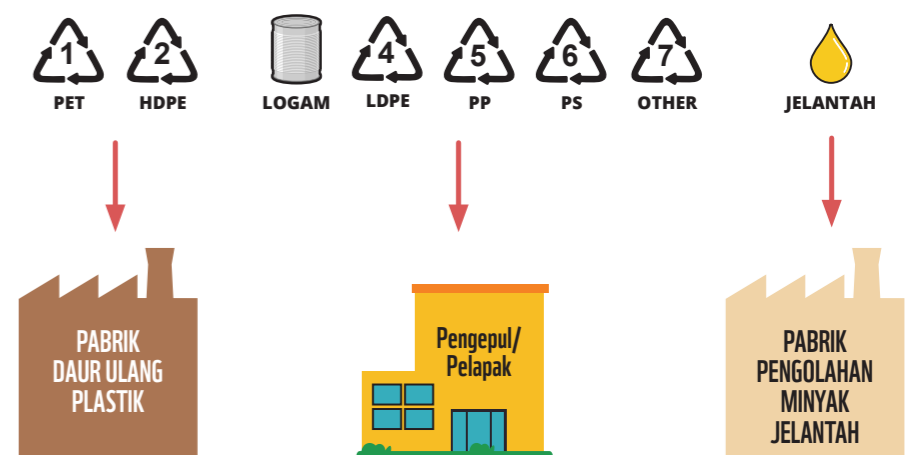 1 2 4 5 6 7
PET HDPE LOGAM LDPE PP PS OTHER JELANTAH
PABRIK
DAUR ULANG
PLASTIK
Pengepul/
Pelapak
PABRIK
PENGOLAHAN
MINYAK
JELANTAH